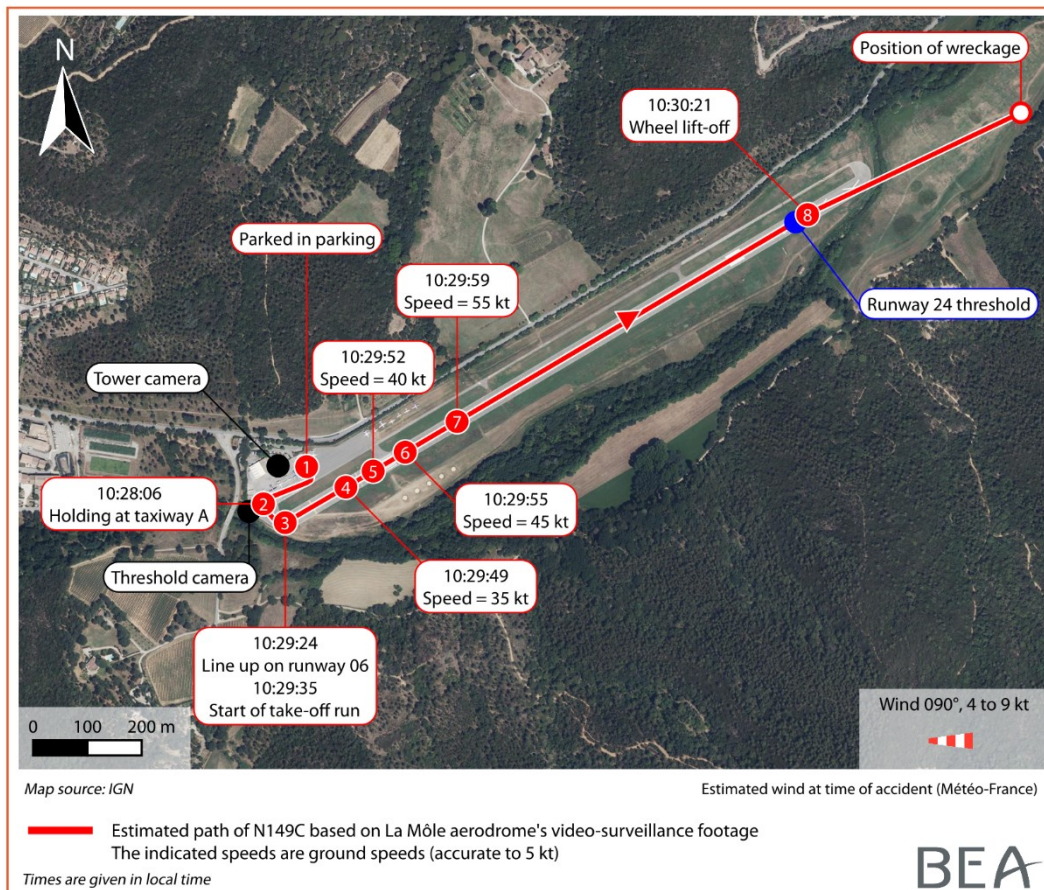 N
Position of wreckage
10:30:21
Wheel lift-off
Parked in parking
8
10:29:59
Speed = 55 kt
Runway 24 threshold
10:29:52
Speed = 40 kt
Tower camera
7
6
1
5
4
10:28:06
Holding at taxiway A
2
3
10:29:55
Speed = 45 kt
Threshold camera
10:29:49
Speed = 35 kt
10:29:24
Line up on runway 06
10:29:35
Start of take-off run
0 100 200 m
Wind 090°, 4 to 9 kt
Map source: IGN
Estimated wind at time of accident (Météo-France)
Estimated path of N149C based on La Môle aerodrome's video-surveillance footage
The indicated speeds are ground speeds (accurate to 5 kt)
Times are given in local time
BEA